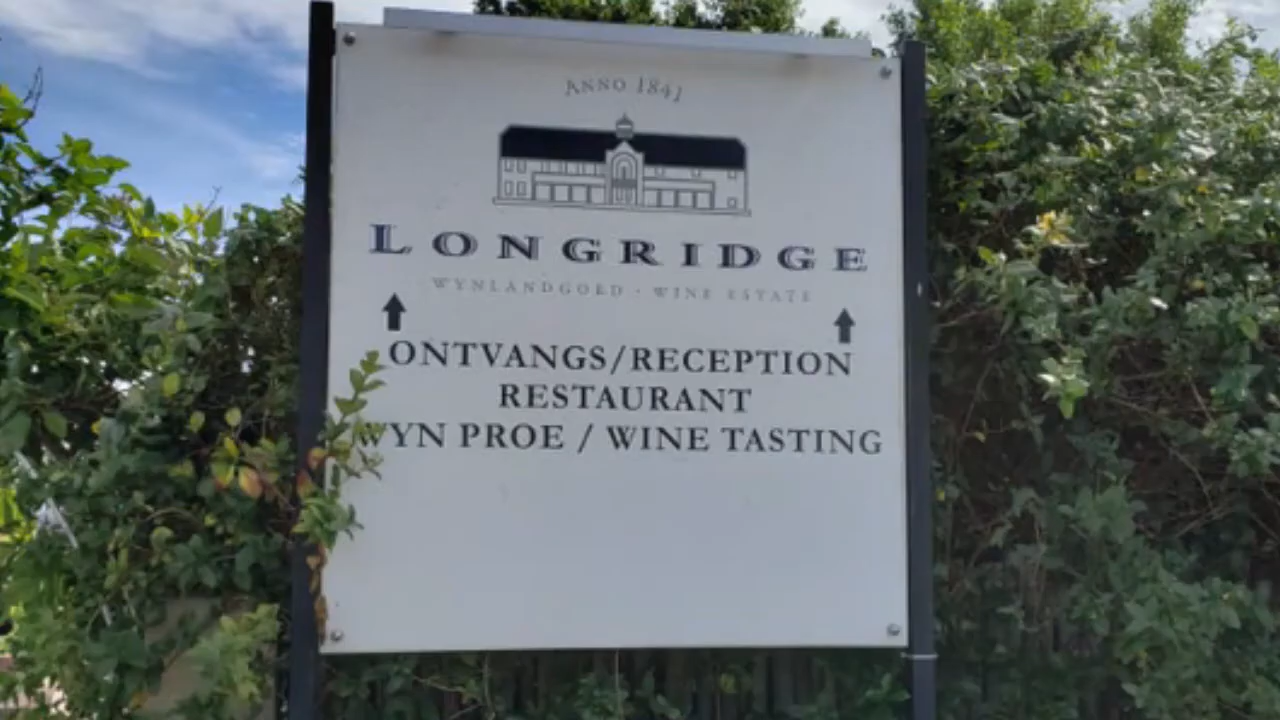 ANNO 1841
LONGRIDGE
WYNLANDGOED · WINE ESTATE
ONTVANGS/RECEPTION
RESTAURANT
WYN PROE / WINE TASTING